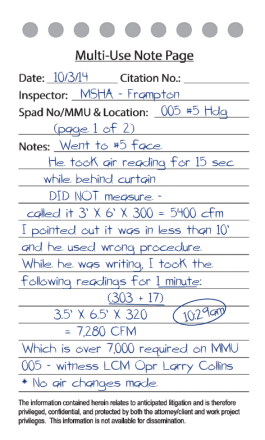 Multi-Use Note Page
Date: 10/3/14 Citation No.:
Inspector: MSHA - Frampton
Spad No/MMU & Location: 005 #5 Hdg
(page 1 of 2)
Notes: Went to #5 face.
He took air reading for 15 sec
while behind curtain
DID NOT measure -
called it 3' X 6' X 300 = 5400 cfm
I pointed out it was in less than 10'
and he used wrong procedure.
While he was writing, I took the
following readings for 1 minute:
(303 + 17)
3.5' X 6.5' X 320 10:29am
= 7,280 CFM
Which is over 7,000 required on MMU
005 - witness LCM Opr Larry Collins
* No air changes made.
The information contained herein relates to anticipated litigation and is therefore
privileged, confidential, and protected by both the attorney/client and work project
privileges. This information is not available for dissemination.